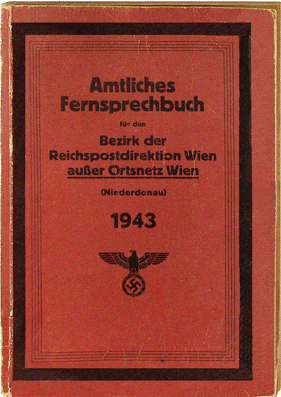 Amtliches
Fernsprechbuch
für den
Bezirk der
Reichspostdirektion Wien
außer Ortsnetz Wien
(Niederdonau)
1943